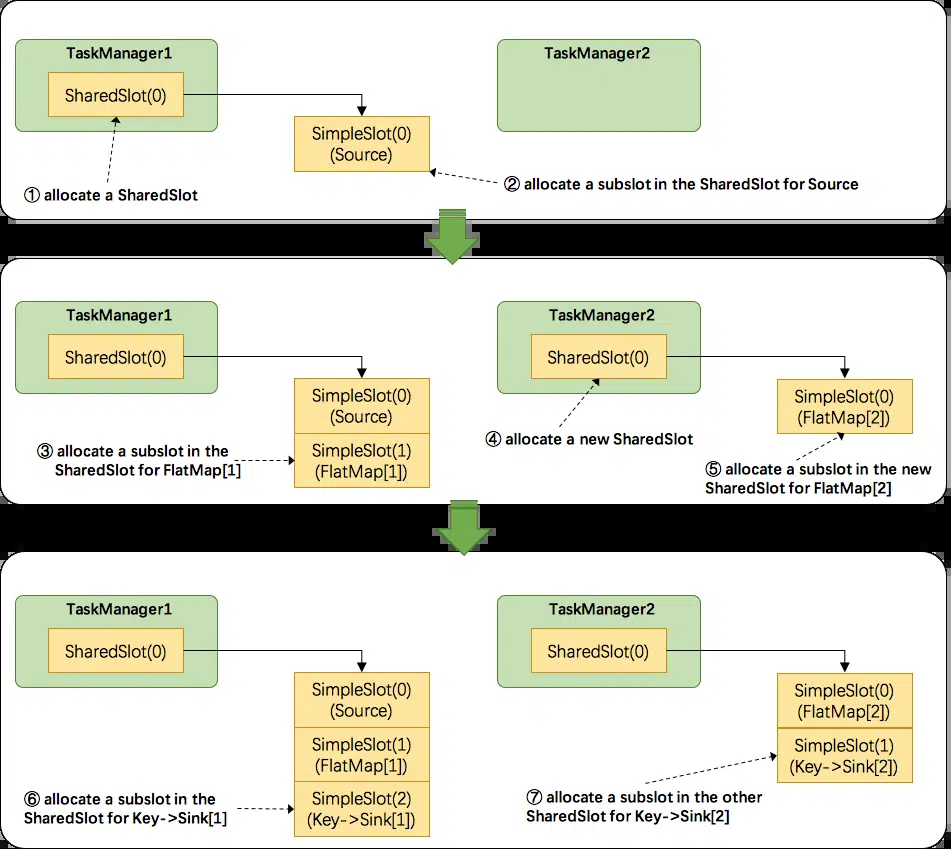 TaskManager1
SharedSlot(0)
SimpleSlot(0)
(Source)
① allocate a SharedSlot
TaskManager2
② allocate a subslot in the SharedSlot for Source
TaskManager1
SharedSlot(0)
SimpleSlot(0)
(Source)
SimpleSlot(1)
(FlatMap[1])
③ allocate a subslot in the
SharedSlot for FlatMap[1]
TaskManager2
SharedSlot(0)
④ allocate a new SharedSlot
SimpleSlot(0)
(FlatMap[2])
⑤ allocate a subslot in the new
SharedSlot for FlatMap[2]
TaskManager1
SharedSlot(0)
SimpleSlot(0)
(Source)
SimpleSlot(1)
(FlatMap[1])
SimpleSlot(2)
(Key->Sink[1])
⑥ allocate a subslot in the
SharedSlot for Key->Sink[1]
TaskManager2
SharedSlot(0)
SimpleSlot(0)
(FlatMap[2])
SimpleSlot(1)
(Key->Sink[2])
⑦ allocate a subslot in the other
SharedSlot for Key->Sink[2]